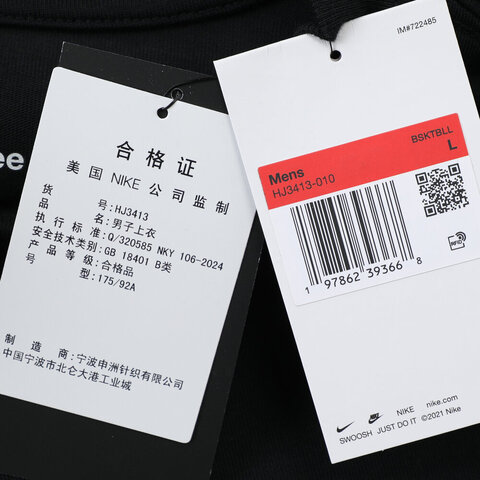 ee
合格证
美国 NIKE 公司监制
货 号:HJ3413
品 名:男子上衣
执行标准:Q/320585 NKY 106-2024
安全技术类别:GB 18401 B类
产品等级:合格品
号 型:175/92A
制 造 商:宁波申洲针织有限公司
中国宁波市北仑大港工业城
IM#722485
BSKTBLL
L
Mens
HJ3413-010
1 97862 39366 8
RFID
NIKE nike.com
SWOOSH JUST DO IT ©2021 Nike